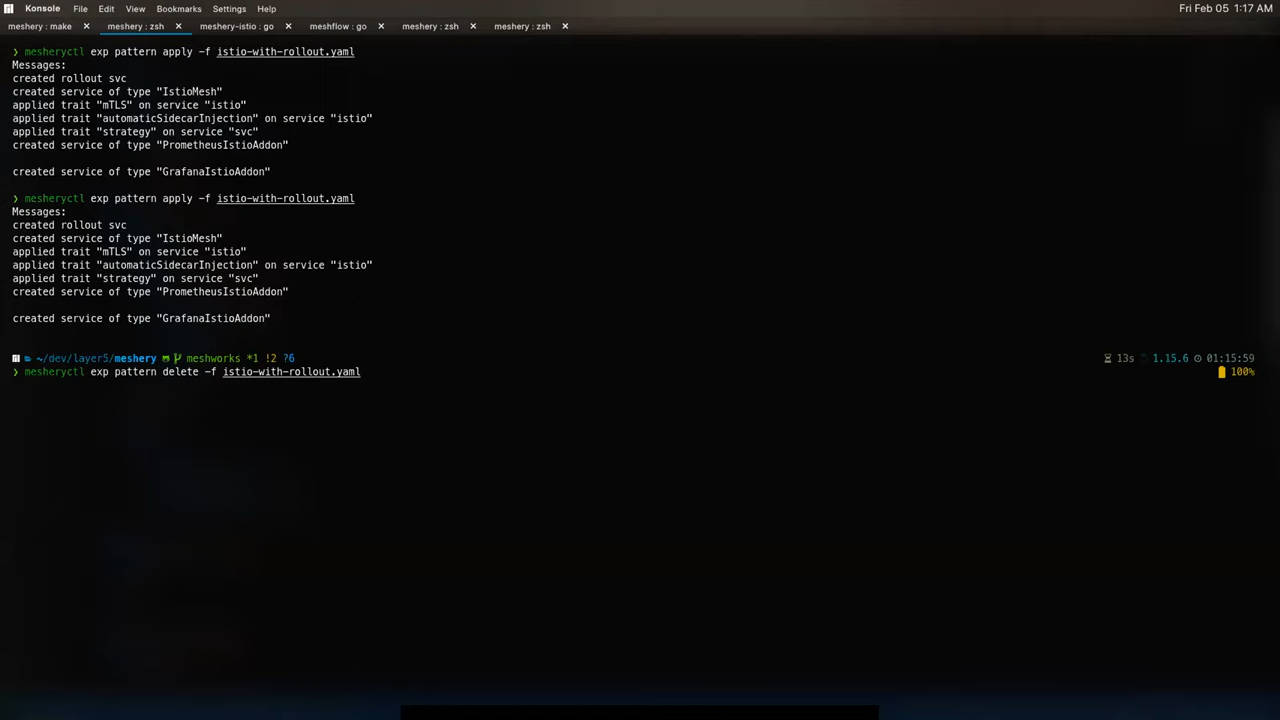 Konsole File Edit View Bookmarks Settings Help Fri Feb 05 1:17 AM
meshery : make meshery : zsh meshery-istio : go meshflow : go meshery : zsh meshery : zsh
❯ mesheryctl exp pattern apply -f istio-with-rollout.yaml
Messages:
created rollout svc
created service of type "IstioMesh"
applied trait "mTLS" on service "istio"
applied trait "automaticSidecarInjection" on service "istio"
applied trait "strategy" on service "svc"
created service of type "PrometheusIstioAddon"
created service of type "GrafanaIstioAddon"
❯ mesheryctl exp pattern apply -f istio-with-rollout.yaml
Messages:
created rollout svc
created service of type "IstioMesh"
applied trait "mTLS" on service "istio"
applied trait "automaticSidecarInjection" on service "istio"
applied trait "strategy" on service "svc"
created service of type "PrometheusIstioAddon"
created service of type "GrafanaIstioAddon"
~/dev/layer5/meshery meshworks *1 !2 ?6 13s 1.15.6 01:15:59
❯ mesheryctl exp pattern delete -f istio-with-rollout.yaml 100%